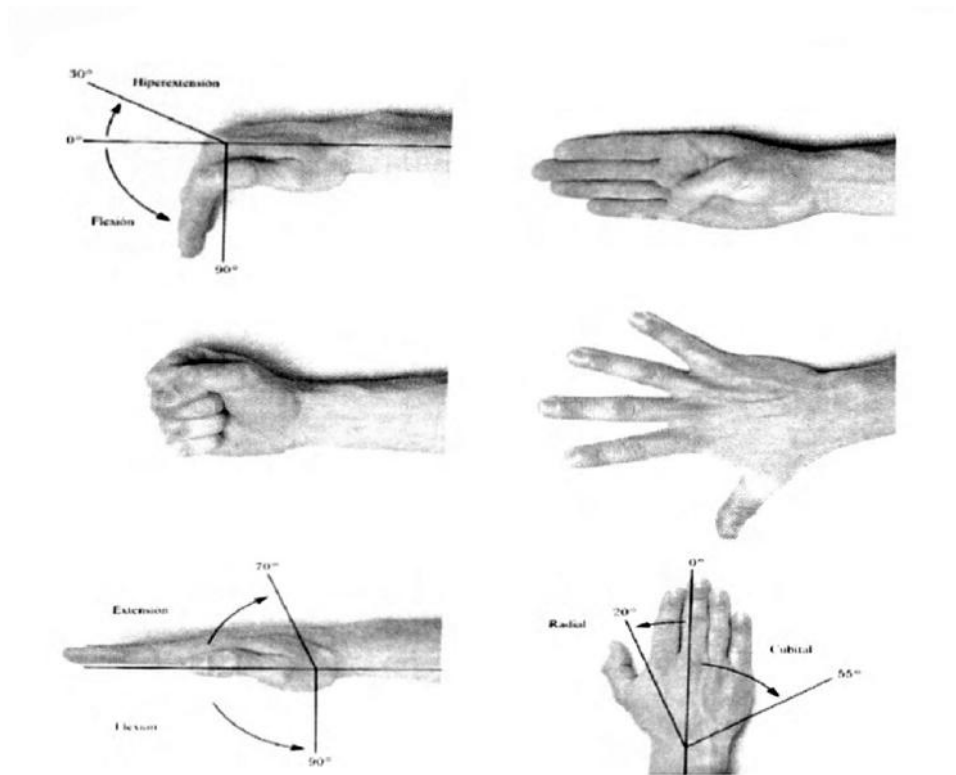 30°
Hiperextensión
0°
Flexión
90°
70°
Extensión
Flexión
90°
0°
20°
Radial
Cubital
55°